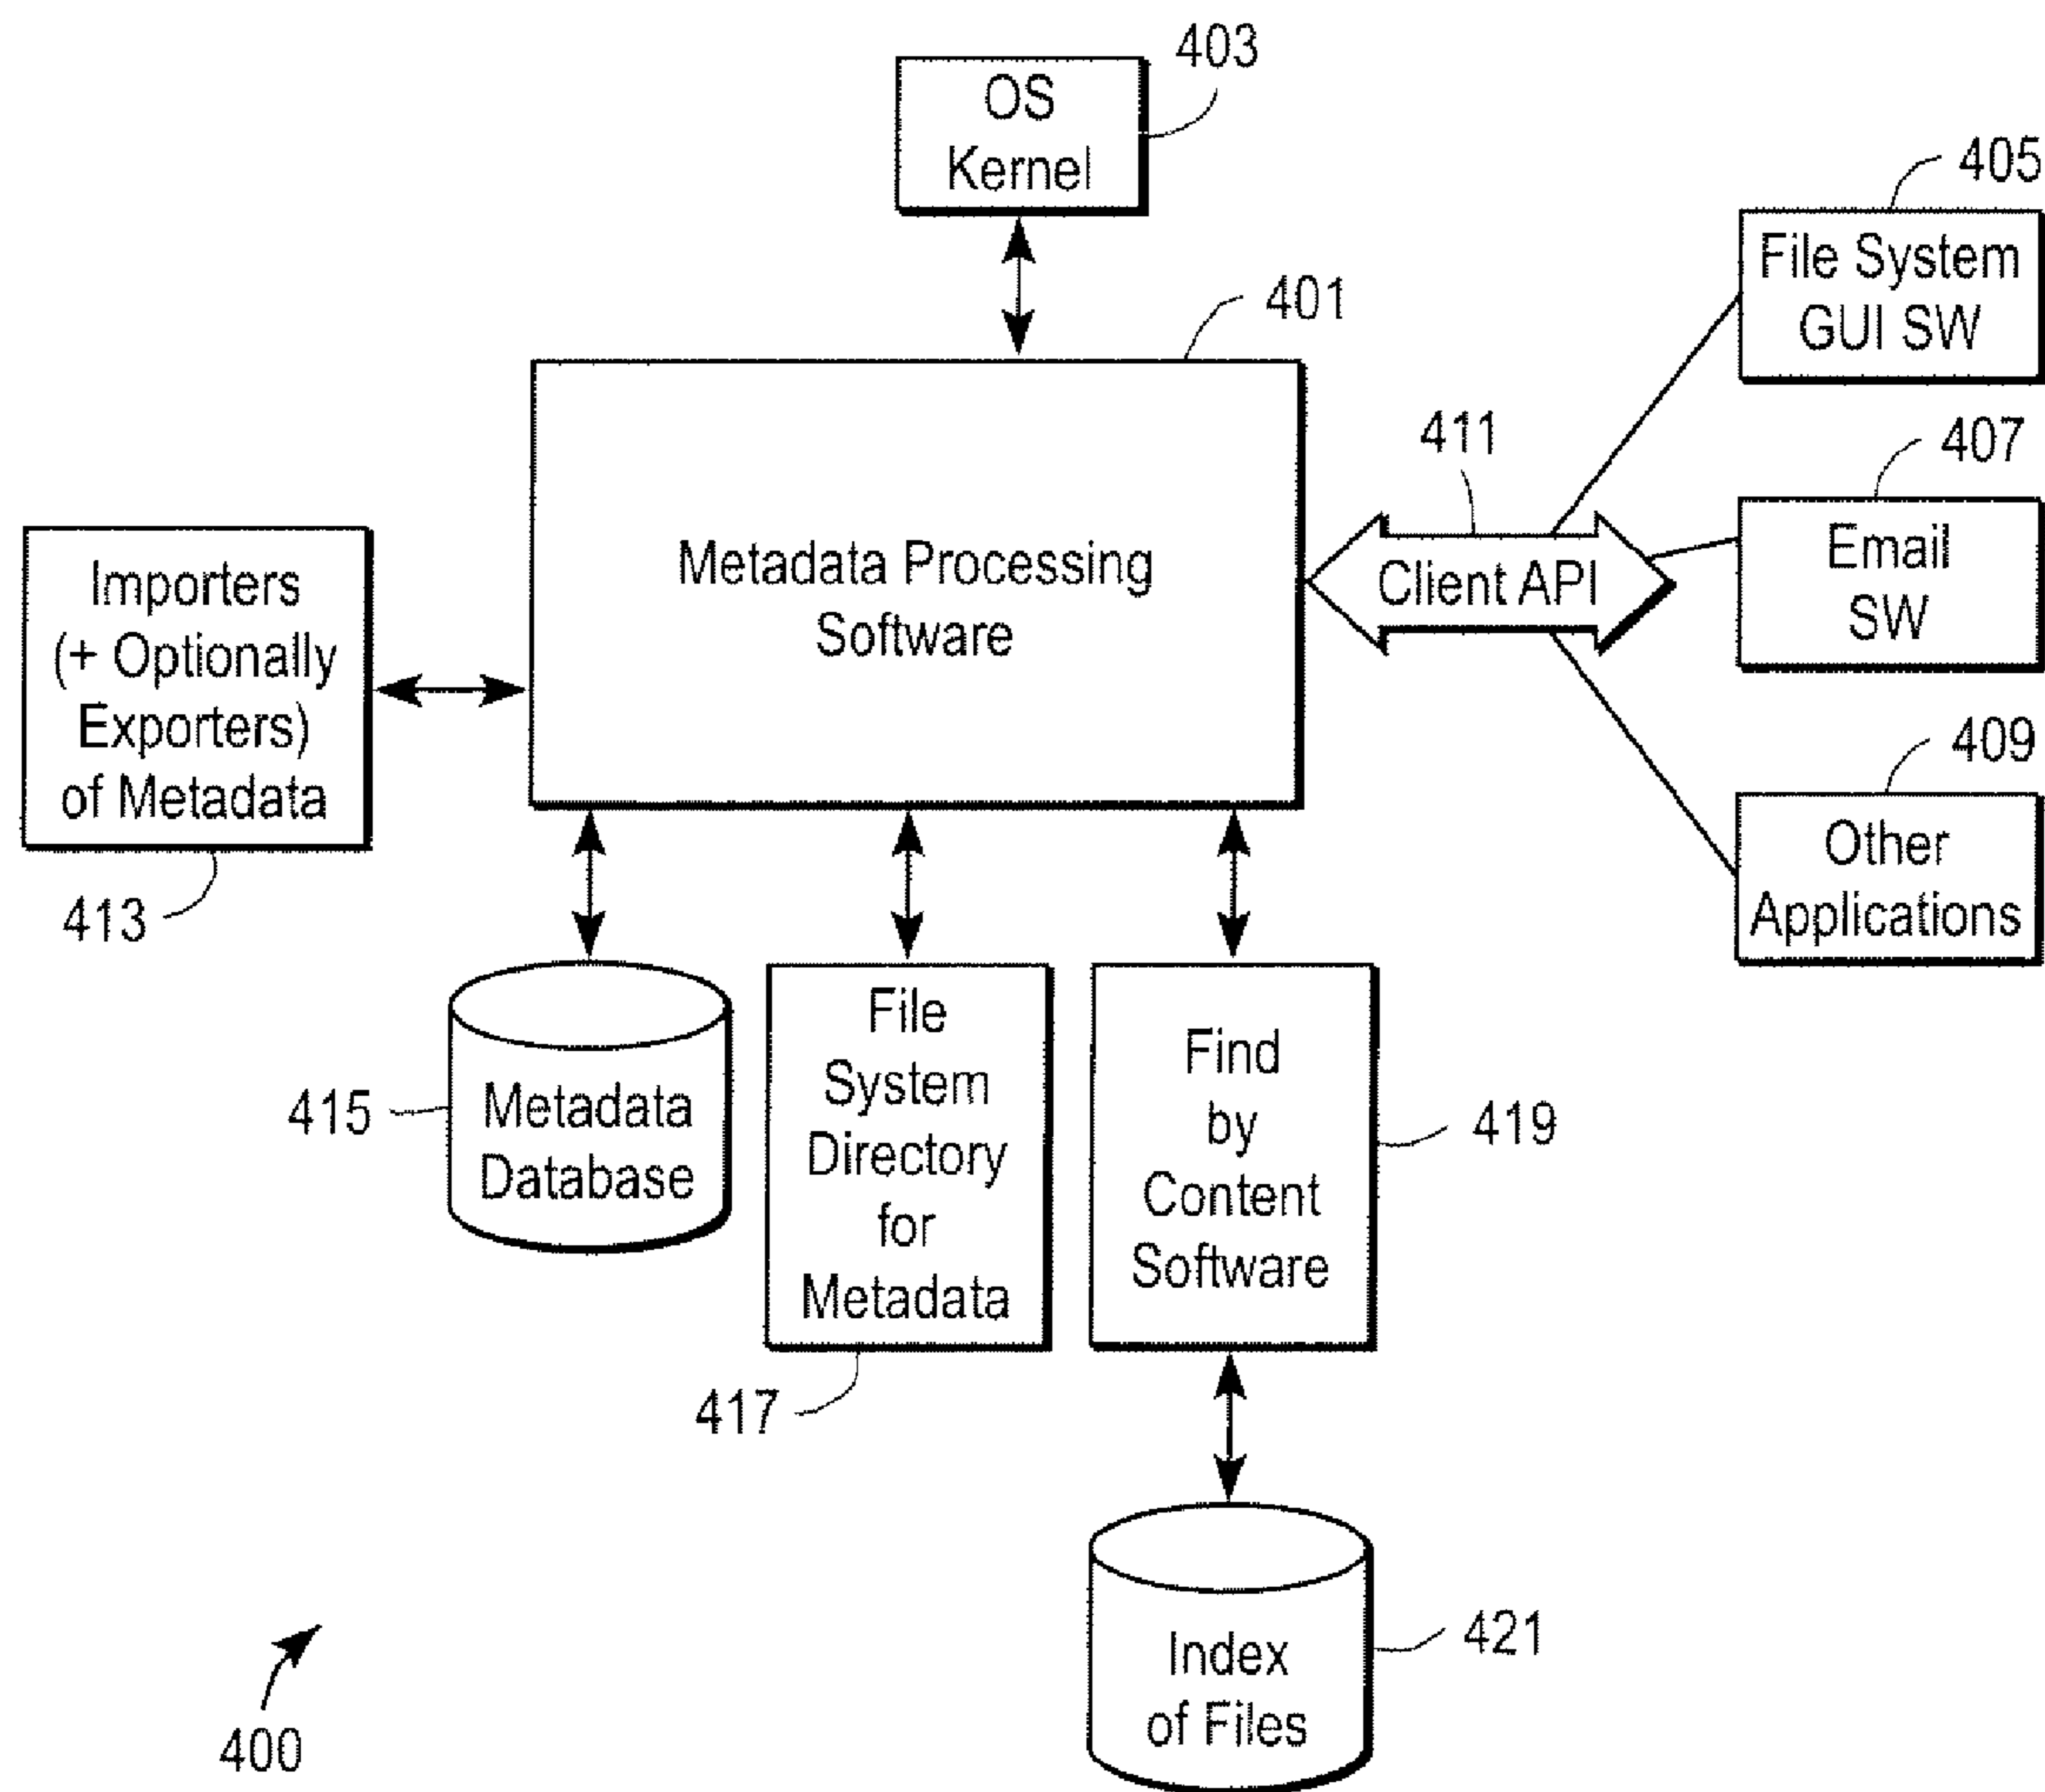 403
OS
Kernel
405
File System
GUI SW
401
411
407
Client API
Email
SW
Metadata Processing
Software
Importers
(+ Optionally
Exporters)
of Metadata
413
409
Other
Applications
415
Metadata
Database
File
System
Directory
for
Metadata
417
Find
by
Content
Software
419
Index
of Files
421
400